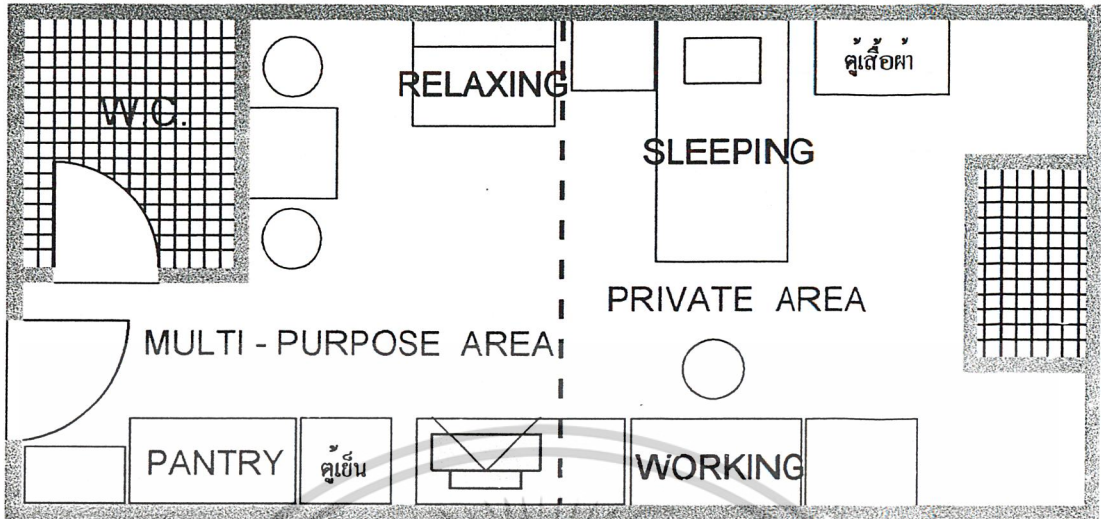 W.C.
RELAXING
ตู้เสื้อผ้า
SLEEPING
PRIVATE AREA
MULTI - PURPOSE AREA
PANTRY
ตู้เย็น
WORKING